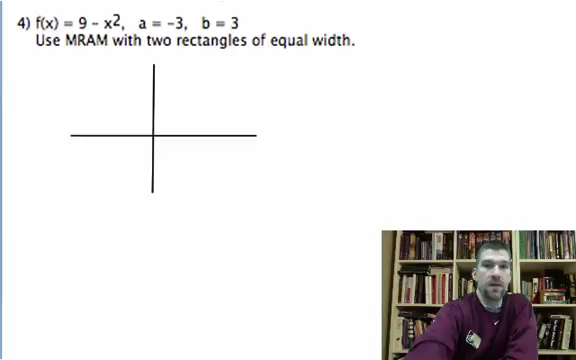 4) f(x) = 9 - x², a = -3, b = 3
Use MRAM with two rectangles of equal width.